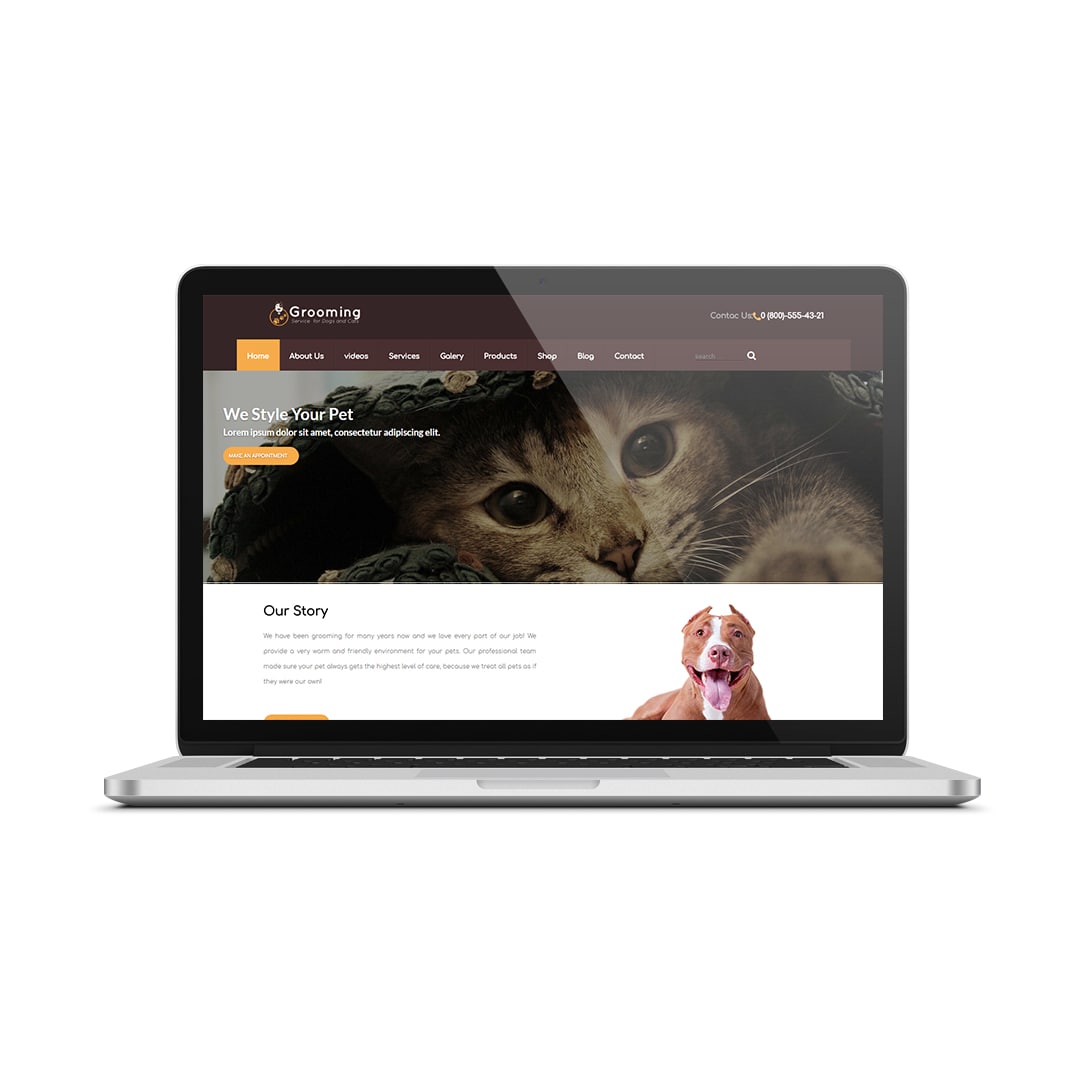 Grooming
Service for Dogs and Cats
Contac Us: 0 (800)-555-43-21
Home About Us videos Services Galery Products Shop Blog Contact search ...
We Style Your Pet
Lorem ipsum dolor sit amet, consectetur adipiscing elit.
MAKE AN APPOINTMENT
Our Story
We have been grooming for many years now and we love every part of our job! We
provide a very warm and friendly environment for your pets. Our professional team
made sure your pet always gets the highest level of care, because we treat all pets as if
they were our own!